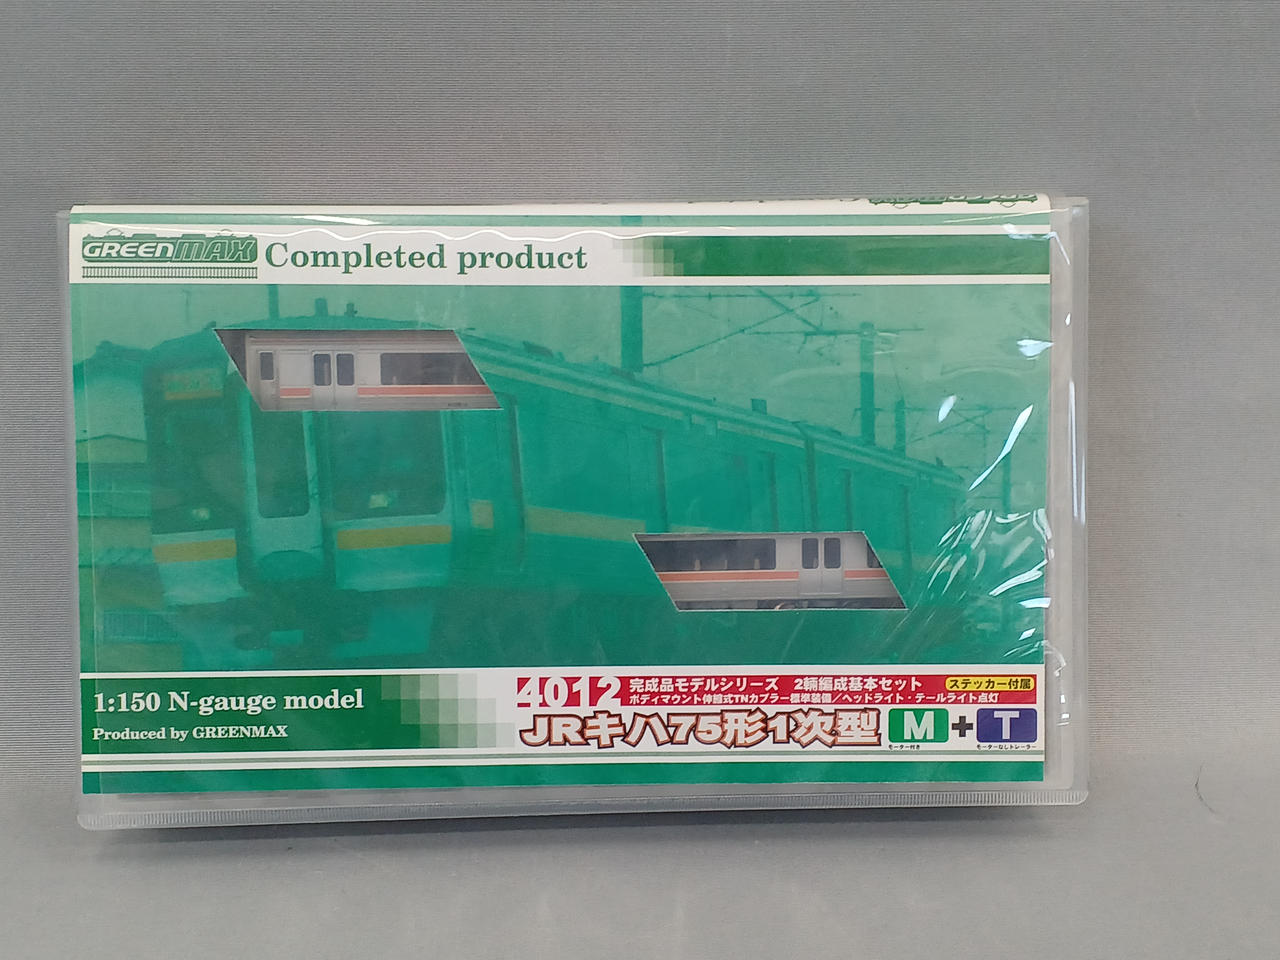 GREENMAX Completed product
1:150 N-gauge model
Produced by GREENMAX
4012 完成品モデルシリーズ 2輛編成基本セット ステッカー付属
ボディマウント伸縮式TNカプラー標準装備/ヘッドライト・テールライト点灯
JRキハ75形1次型 M+T
モーター付き モーターなしトレーラー